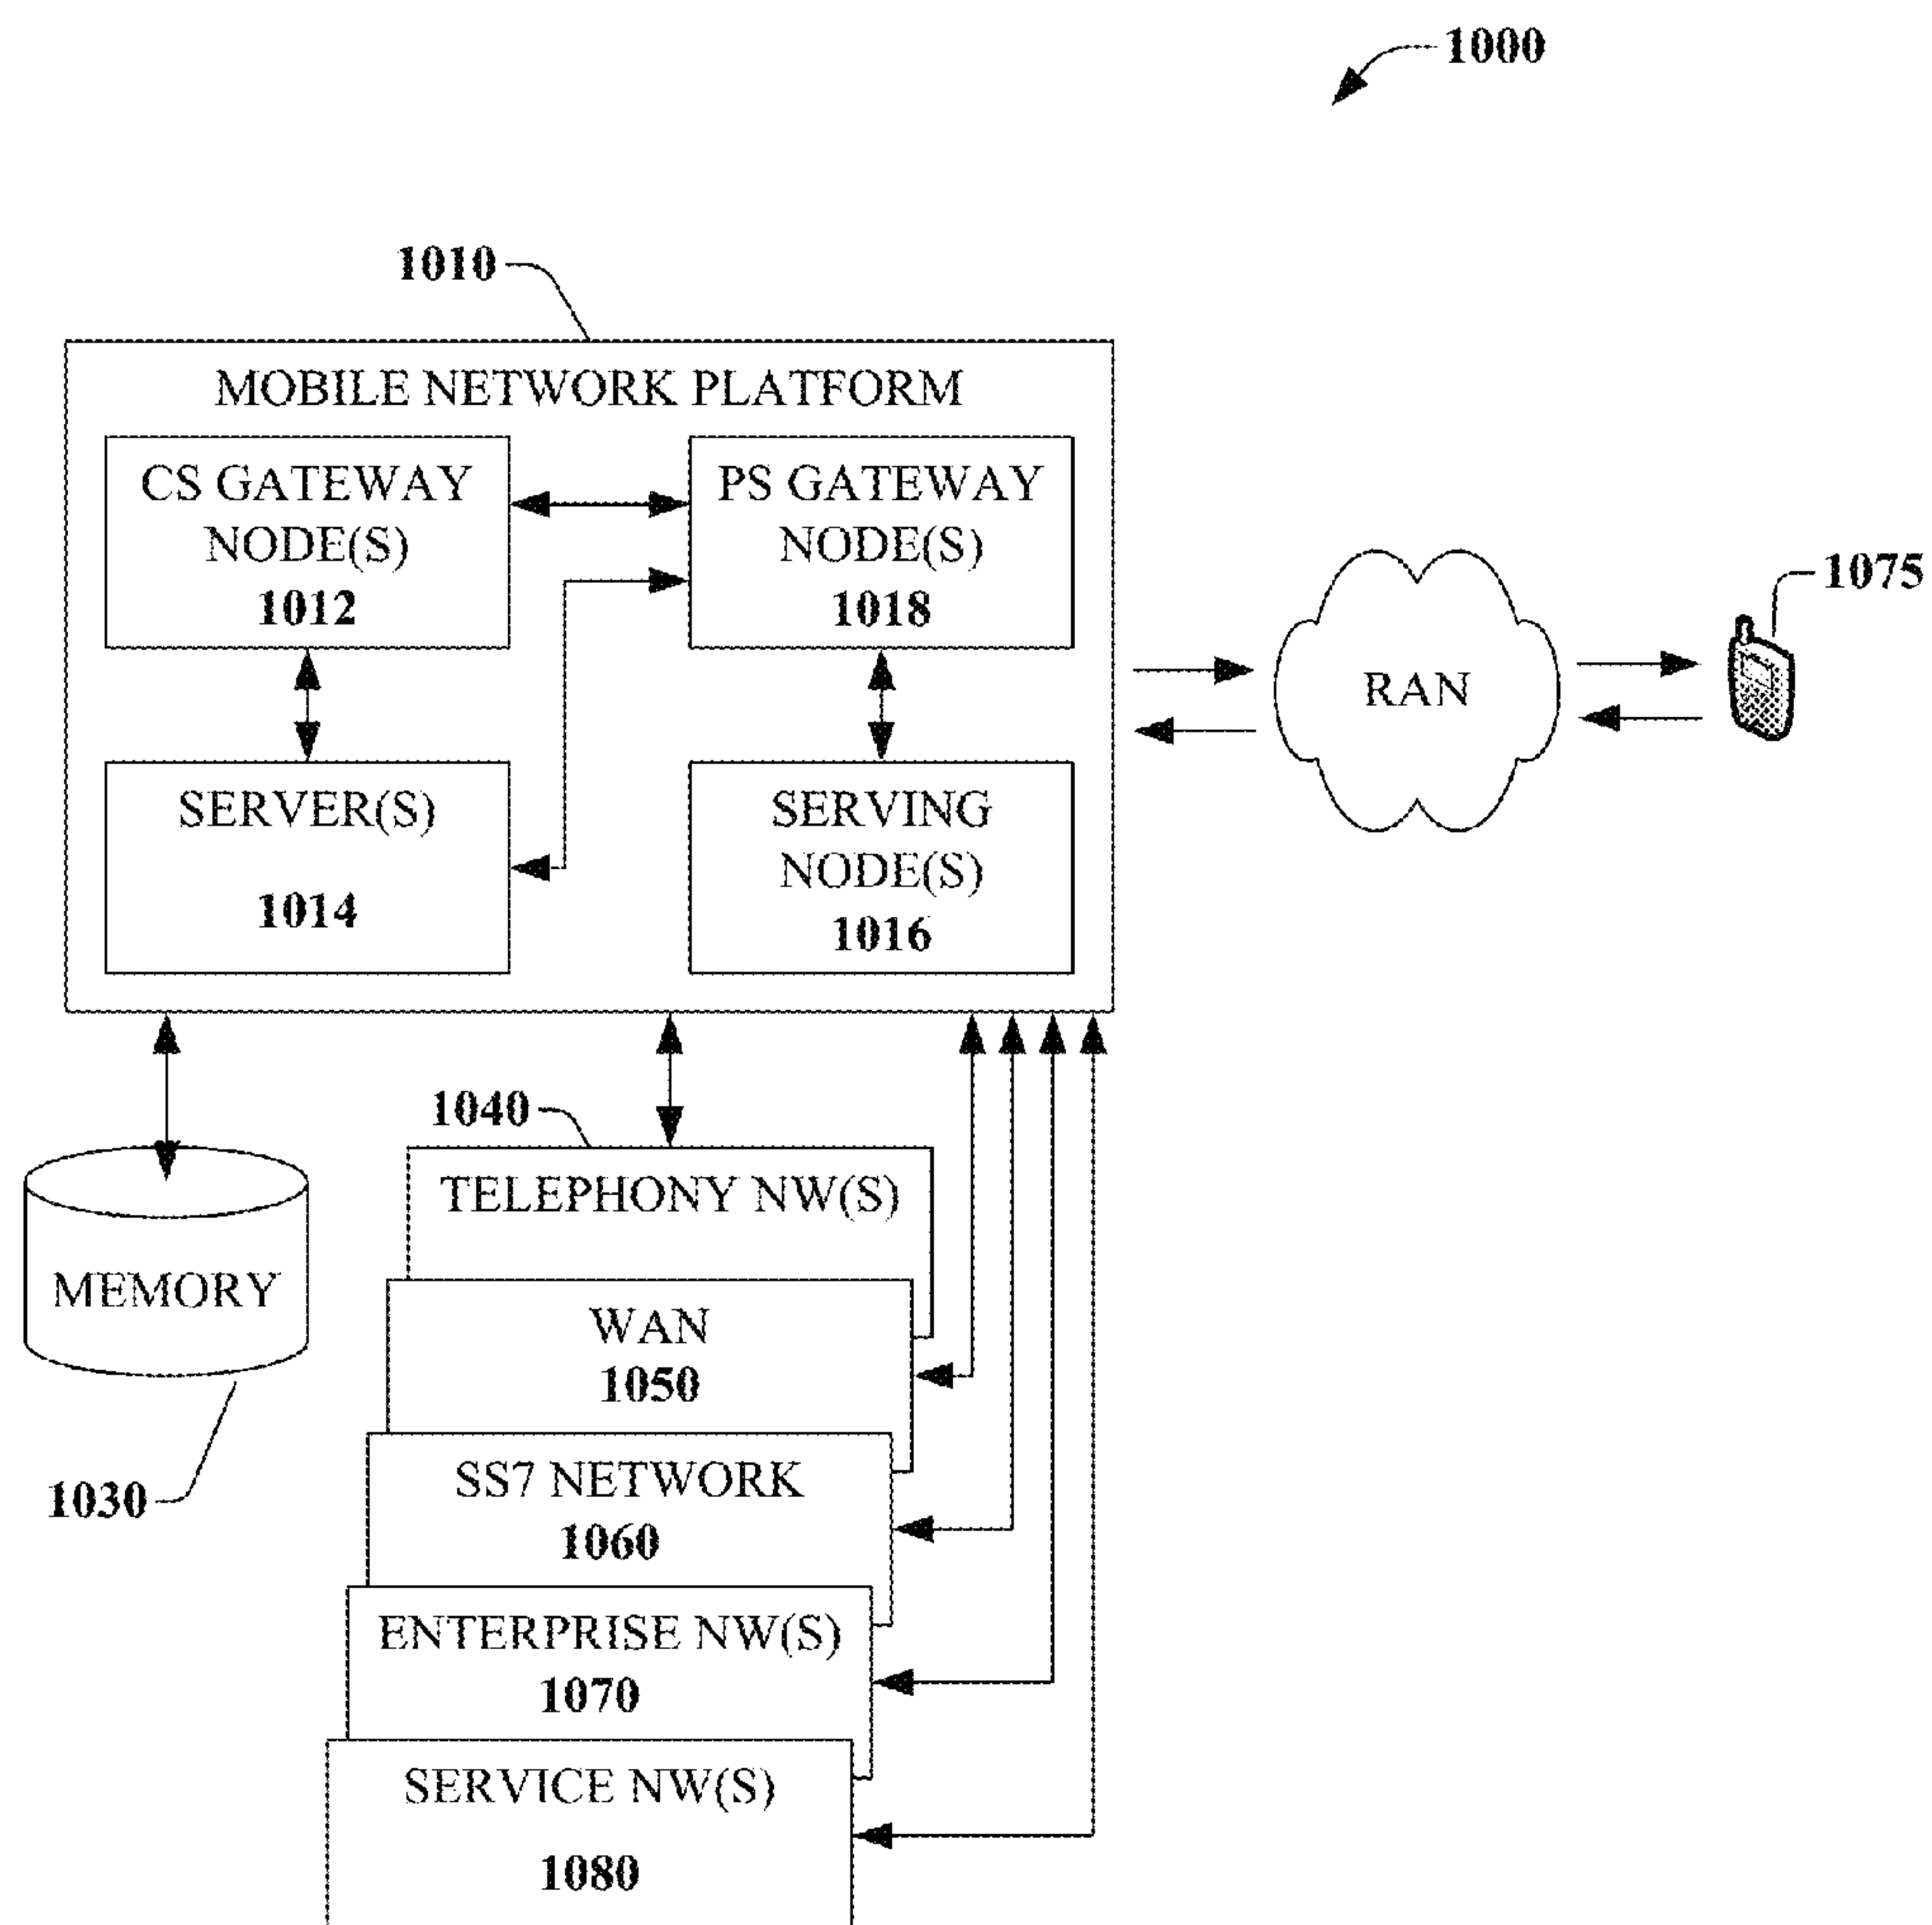 1000
1010
MOBILE NETWORK PLATFORM
CS GATEWAY
NODE(S)
1012
PS GATEWAY
NODE(S)
1018
SERVER(S)
1014
SERVING
NODE(S)
1016
RAN
1075
1040
TELEPHONY NW(S)
MEMORY
1030
WAN
1050
SS7 NETWORK
1060
ENTERPRISE NW(S)
1070
SERVICE NW(S)
1080